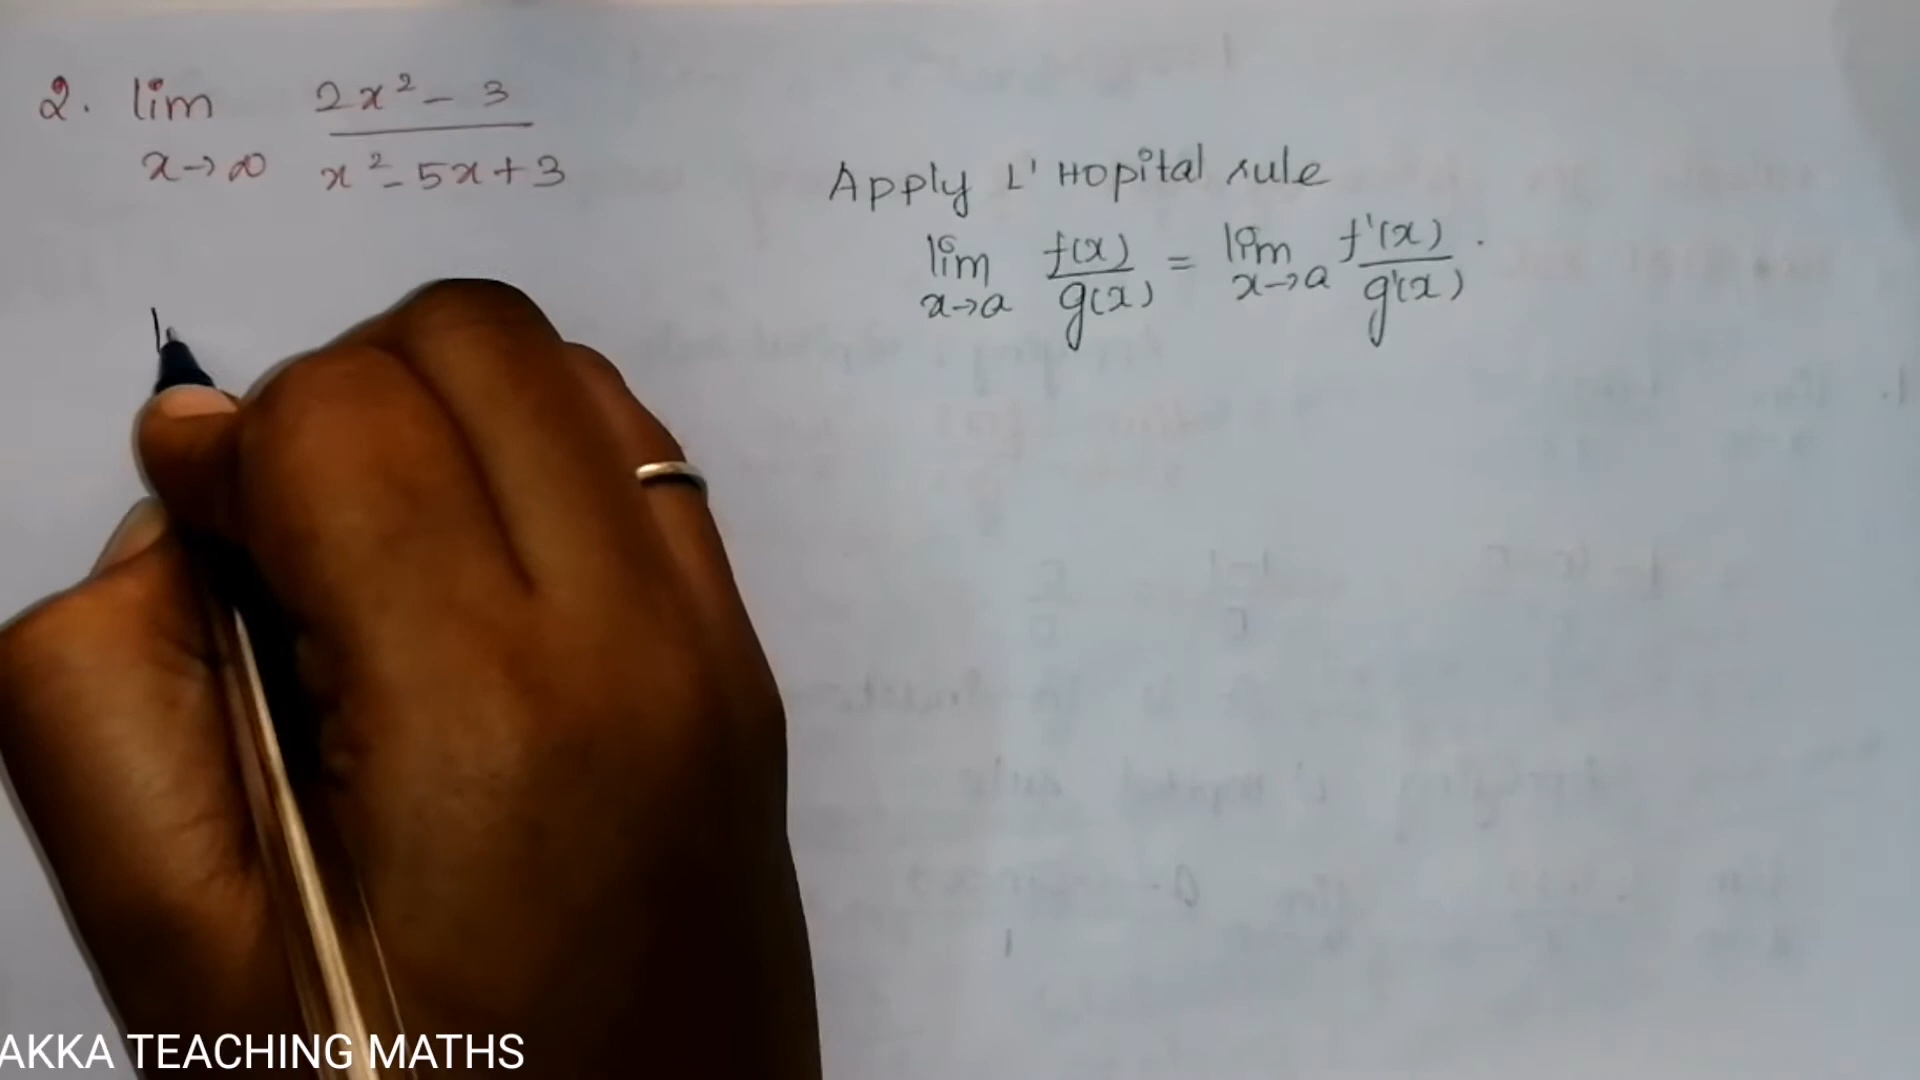 2. lim 2x² - 3
x→∞ x² - 5x + 3
Apply L' Hopital rule
lim f(x) = lim f'(x) .
x→a g(x) x→a g'(x)
AKKA TEACHING MATHS